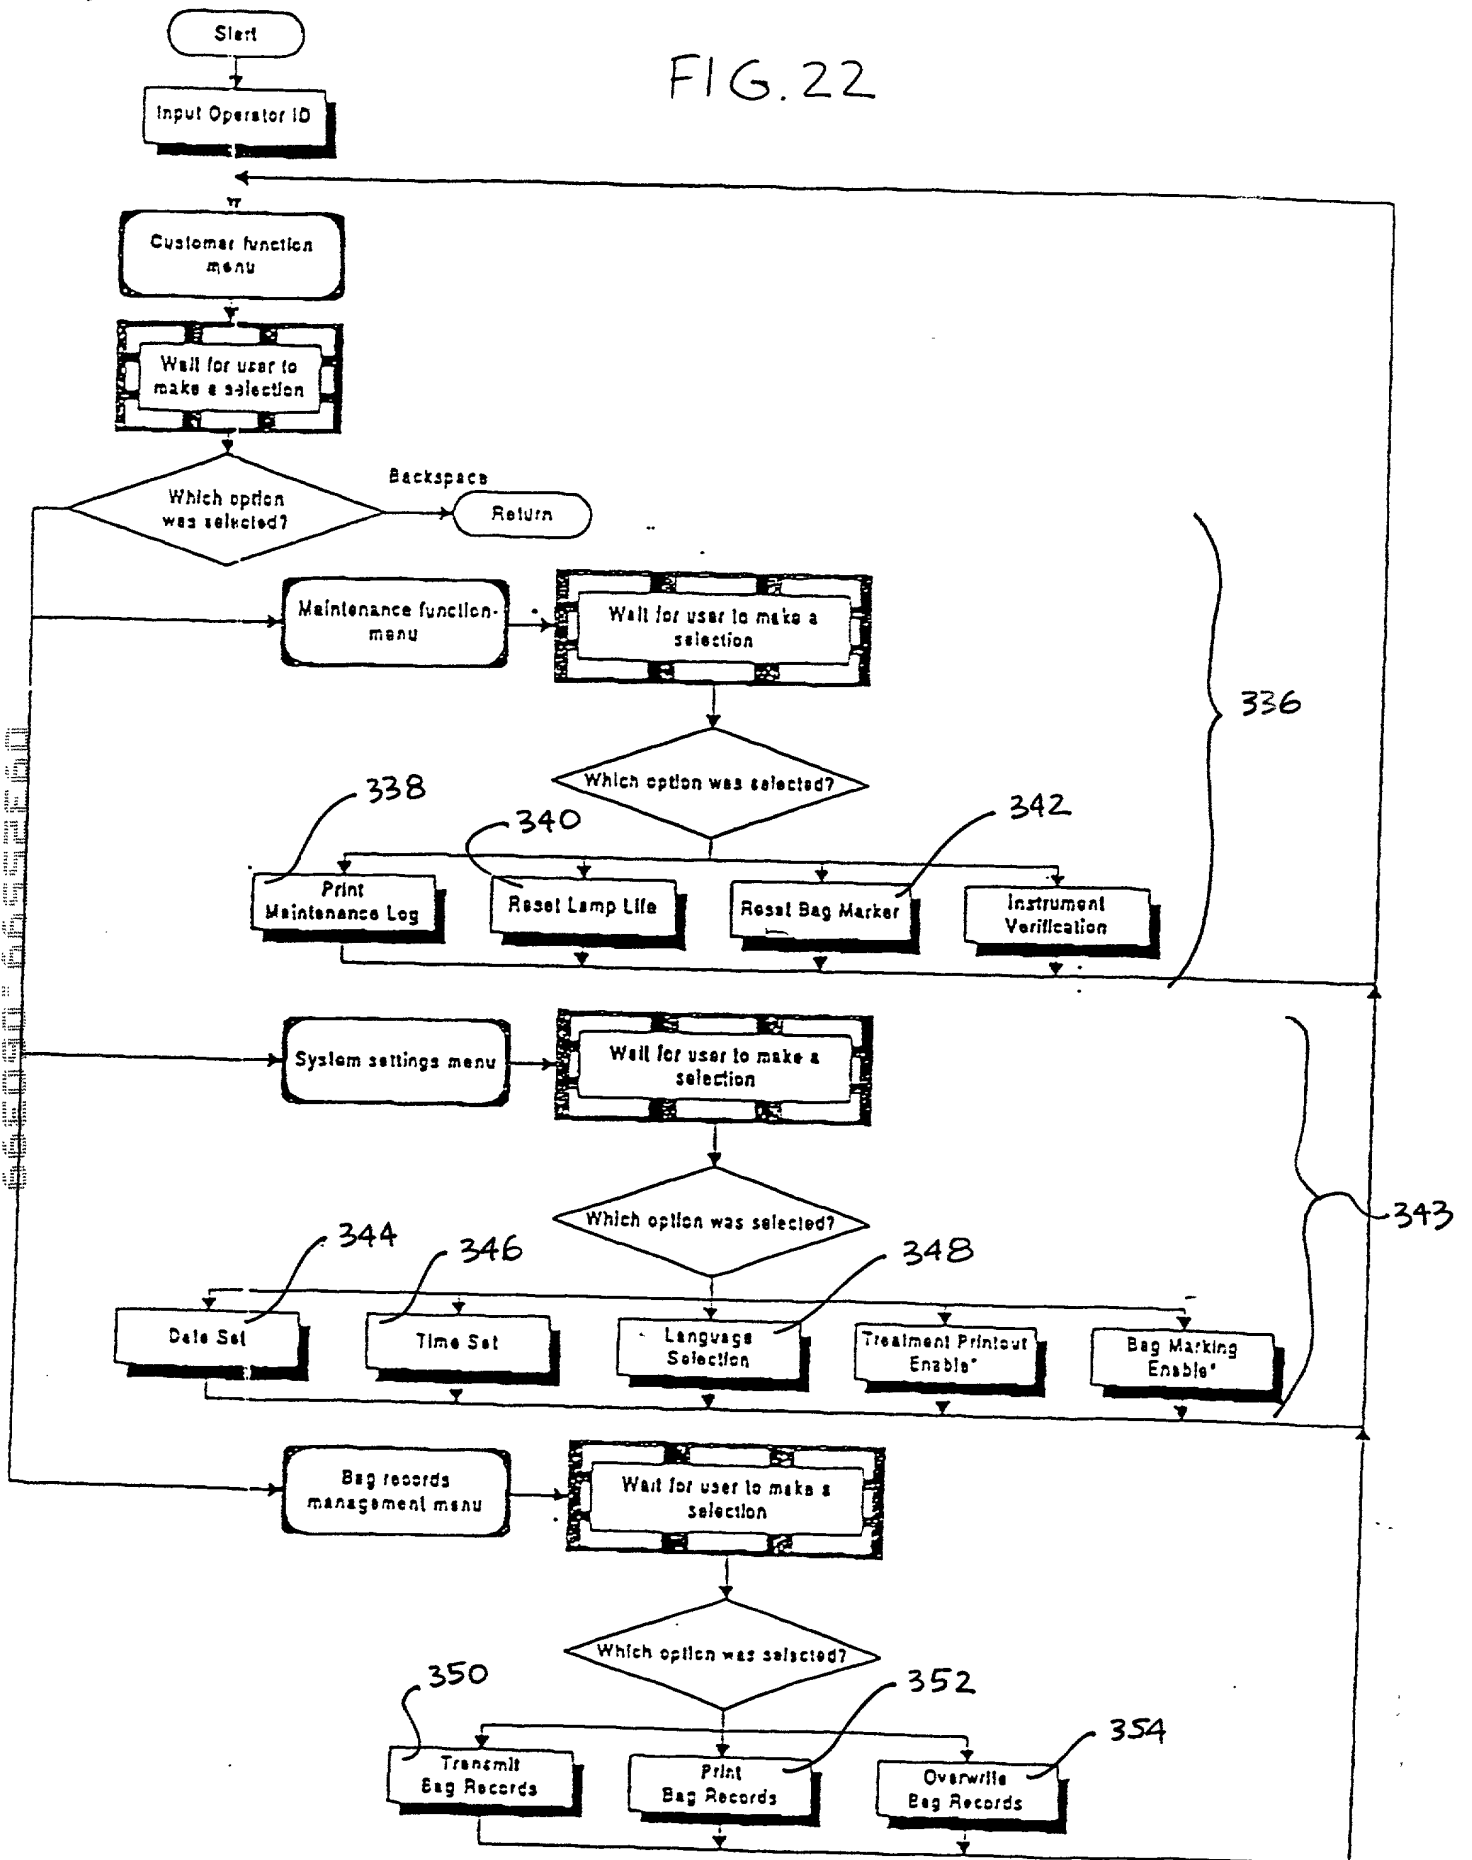 Start
FIG. 22
Input Operator ID
Customer function
menu
Wait for user to
make a selection
Which option
was selected?
Backspace
Return
Maintenance function-
menu
Wait for user to make a
selection
336
Which option was selected?
338
340
342
Print
Maintenance Log
Reset Lamp Life
Reset Bag Marker
Instrument
Verification
System settings menu
Wait for user to make a
selection
343
Which option was selected?
344
346
348
Date Set
Time Set
Language
Selection
Treatment Printout
Enable*
Bag Marking
Enable*
Bag records
management menu
Wait for user to make a
selection
Which option was selected?
350
352
354
Transmit
Bag Records
Print
Bag Records
Overwrite
Bag Records